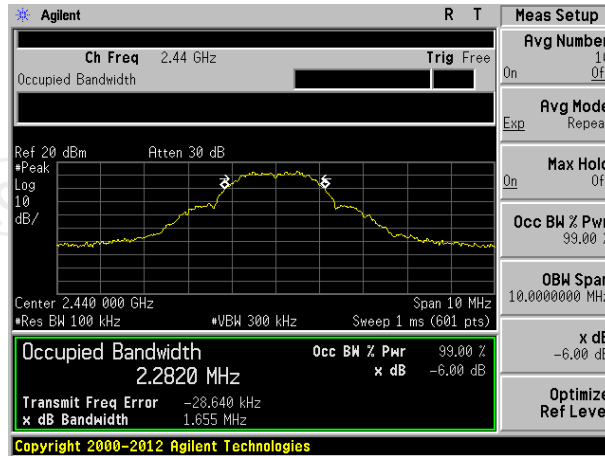 Agilent R T Meas Setup
Ch Freq 2.44 GHz Trig Free
Occupied Bandwidth
Avg Number
On
Avg Mode
Exp Repeat
Max Hold
On
Occ BW % Pwr
99.00 %
OBW Span
10.0000000 MHz
x dB
-6.00 dB
Optimize
Ref Level
Ref 20 dBm Atten 30 dB
#Peak
Log
10
dB/
Center 2.440 000 GHz Span 10 MHz
#Res BW 100 kHz #VBW 300 kHz Sweep 1 ms (601 pts)
Occupied Bandwidth Occ BW % Pwr 99.00 %
2.2820 MHz x dB -6.00 dB
Transmit Freq Error -28.640 kHz
x dB Bandwidth 1.655 MHz
Copyright 2000-2012 Agilent Technologies